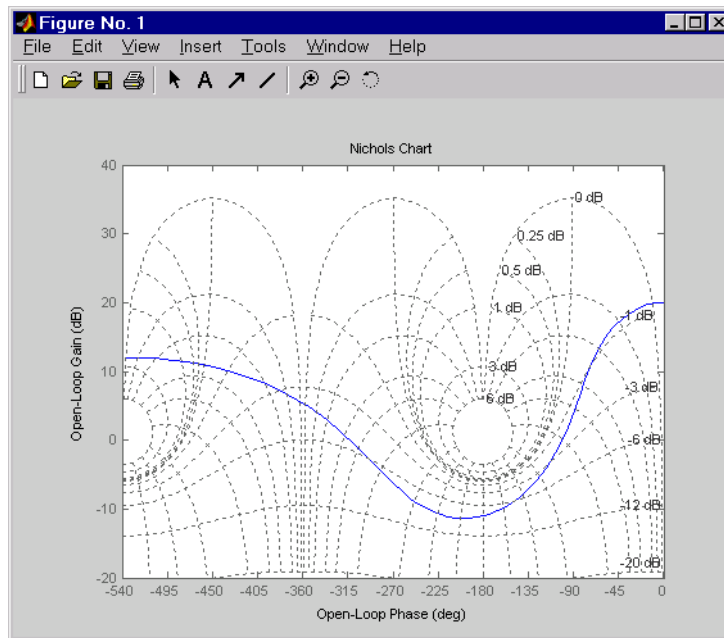 Figure No. 1
File Edit View Insert Tools Window Help
A
Nichols Chart
40
30
20
10
0
-10
-20
Open-Loop Gain (dB)
0 dB
0.25 dB
0.5 dB
1 dB
-1 dB
3 dB
-3 dB
6 dB
-6 dB
-12 dB
-20 dB
-540 -495 -450 -405 -360 -315 -270 -225 -180 -135 -90 -45 0
Open-Loop Phase (deg)